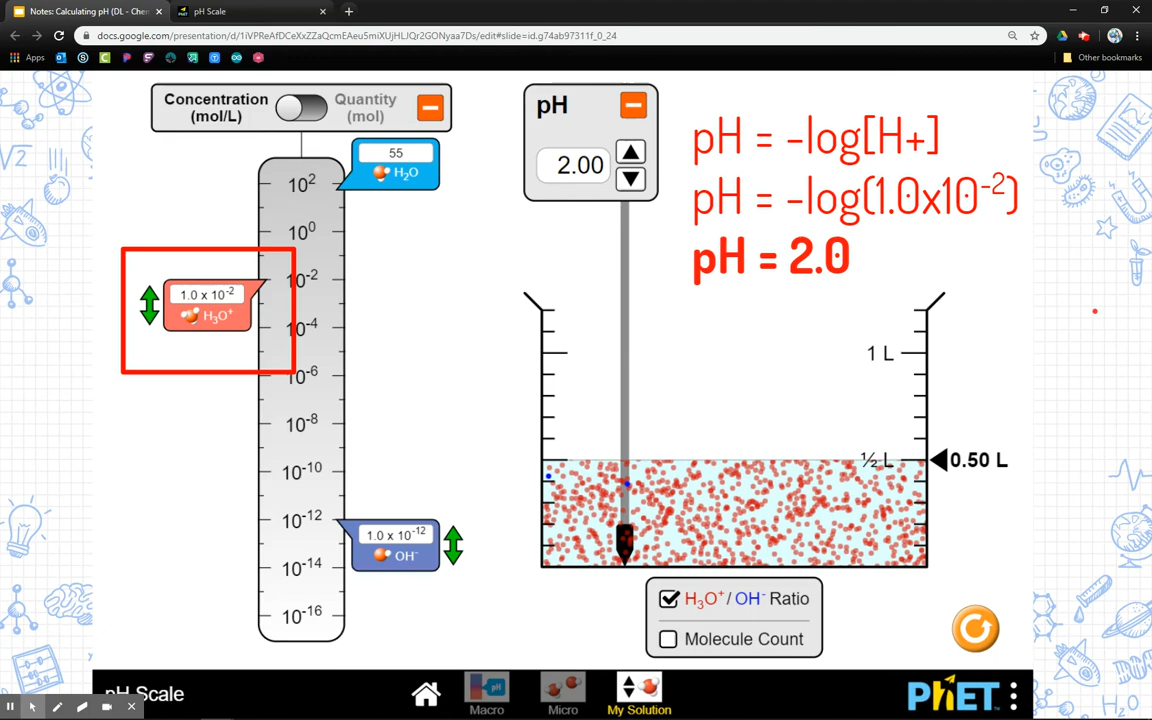 Notes: Calculating pH (DL - Chem
pH Scale
docs.google.com/presentation/d/1iVPReAfDCeXxZZaQcmEAeu5miXUjHLJQr2GONyaa7Ds/edit#slide=id.g74ab97311f_0_24
Apps
Other bookmarks
Concentration (mol/L)
Quantity (mol)
55
H₂O
10²
10⁰
10⁻²
10⁻⁴
10⁻⁶
10⁻⁸
10⁻¹⁰
10⁻¹²
10⁻¹⁴
10⁻¹⁶
1.0 x 10⁻²
H₃O⁺
1.0 x 10⁻¹²
OH⁻
pH
2.00
pH = -log[H+]
pH = -log(1.0x10⁻²)
pH = 2.0
1 L
½ L
0.50 L
H₃O⁺/OH⁻ Ratio
Molecule Count
pH Scale
Macro
Micro
My Solution
PhET